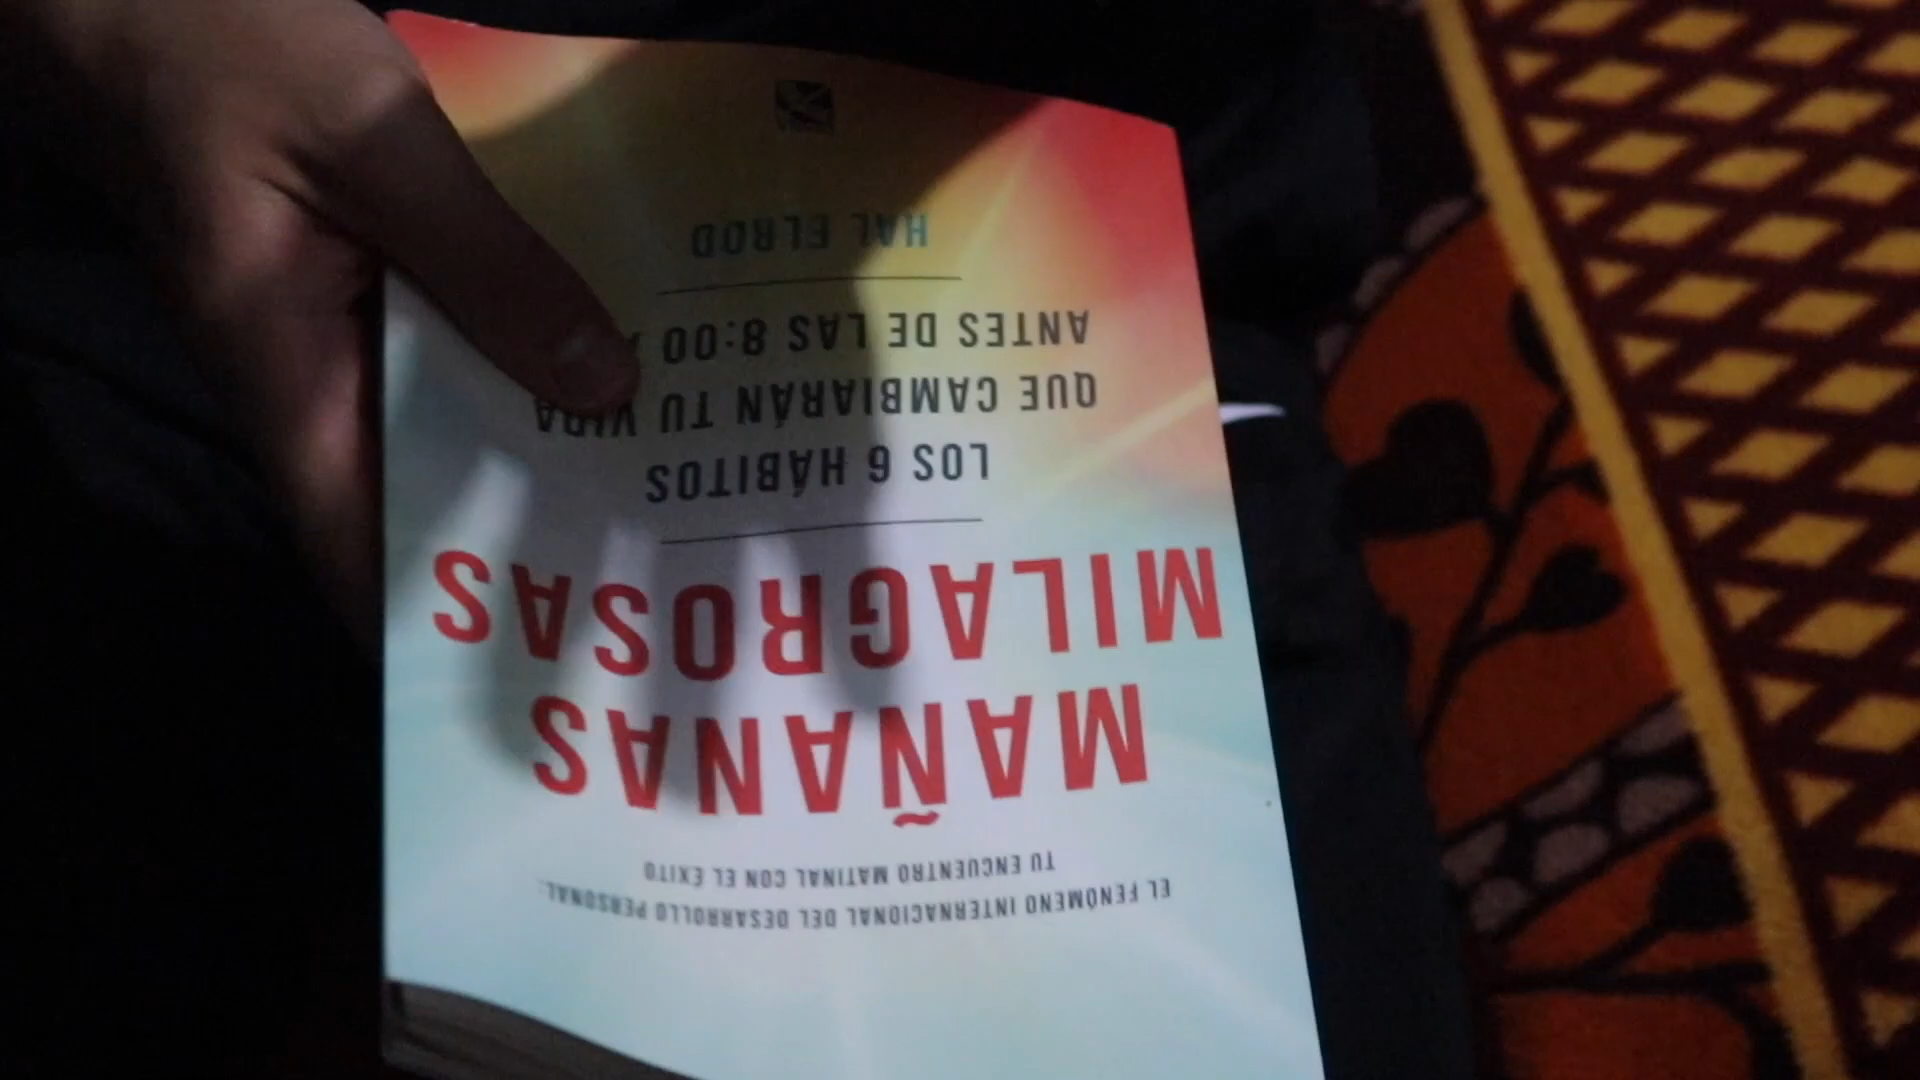 EL FENÓMENO INTERNACIONAL DEL DESARROLLO PERSONAL:
TU ENCUENTRO MATINAL CON EL ÉXITO
MAÑANAS
MILAGROSAS
LOS 6 HÁBITOS
QUE CAMBIARÁN TU VIDA
ANTES DE LAS 8:00
HAL ELROD